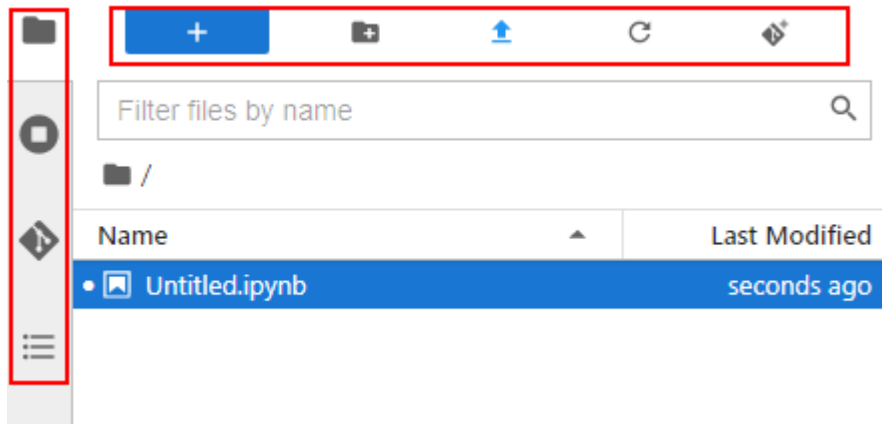 Filter files by name
/
Name Last Modified
Untitled.ipynb seconds ago